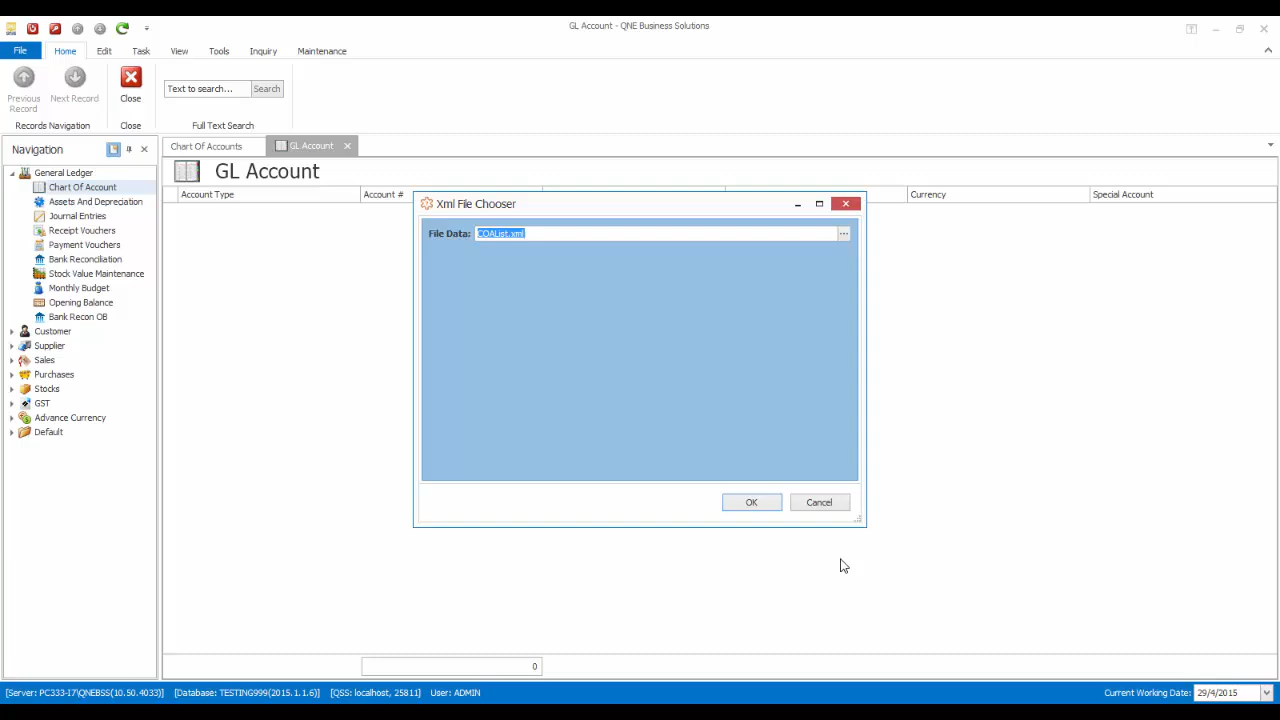 GL Account - QNE Business Solutions
File Home Edit Task View Tools Inquiry Maintenance
Previous Record
Next Record
Close
Text to search... Search
Records Navigation Close Full Text Search
Navigation
Chart Of Accounts GL Account
General Ledger
Chart Of Account
Assets And Depreciation
Journal Entries
Receipt Vouchers
Payment Vouchers
Bank Reconciliation
Stock Value Maintenance
Monthly Budget
Opening Balance
Bank Recon OB
Customer
Supplier
Sales
Purchases
Stocks
GST
Advance Currency
Default
GL Account
Account Type Account # Currency Special Account
Xml File Chooser
File Data: COAList.xml
OK Cancel
0
[Server: PC333-I7\QNEBSS(10.50.4033)] [Database: TESTING999(2015.1.1.6)] [QSS: localhost, 25811] User: ADMIN Current Working Date: 29/4/2015